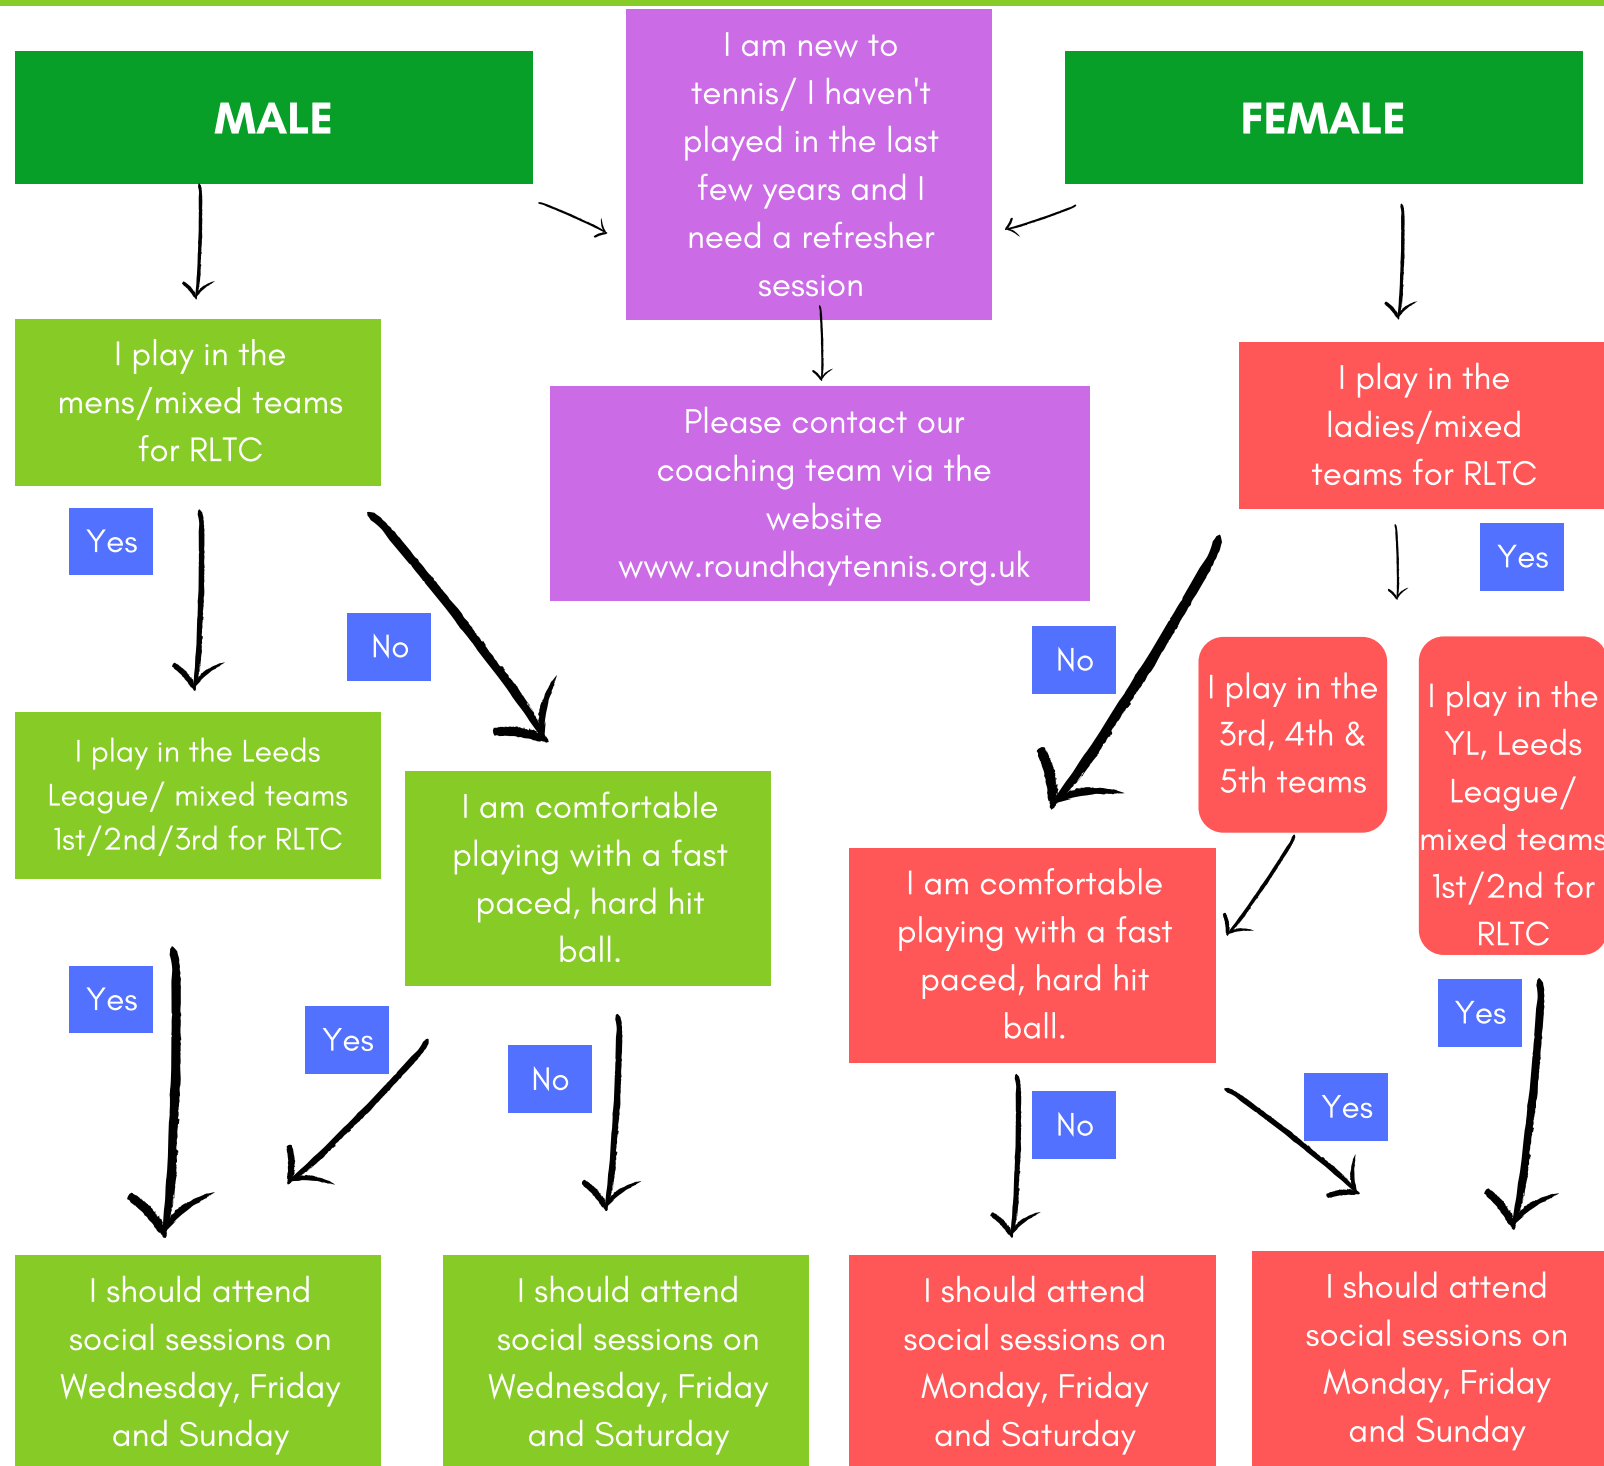 MALE
I am new to
tennis/ I haven't
played in the last
few years and I
need a refresher
session
FEMALE
I play in the
mens/mixed teams
for RLTC
Please contact our
coaching team via the
website
www.roundhaytennis.org.uk
I play in the
ladies/mixed
teams for RLTC
Yes
No
No
Yes
I play in the Leeds
League/ mixed teams
1st/2nd/3rd for RLTC
I am comfortable
playing with a fast
paced, hard hit
ball.
I play in the
3rd, 4th &
5th teams
I play in the
YL, Leeds
League/
mixed teams
1st/2nd for
RLTC
I am comfortable
playing with a fast
paced, hard hit
ball.
Yes
Yes
No
No
Yes
Yes
I should attend
social sessions on
Wednesday, Friday
and Sunday
I should attend
social sessions on
Wednesday, Friday
and Saturday
I should attend
social sessions on
Monday, Friday
and Saturday
I should attend
social sessions on
Monday, Friday
and Sunday